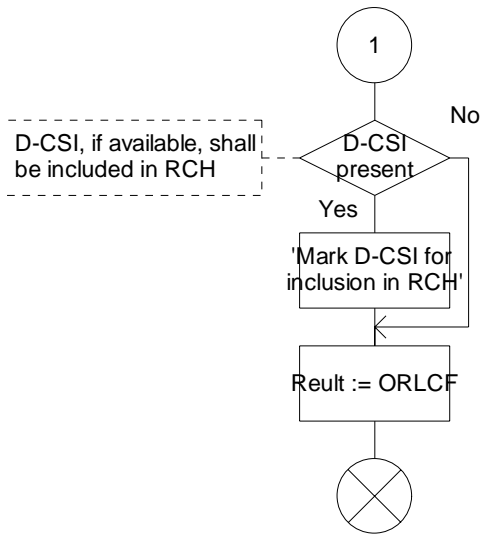 1
No
D-CSI, if available, shall
be included in RCH
D-CSI
present
Yes
'Mark D-CSI for
inclusion in RCH'
Reult := ORLCF